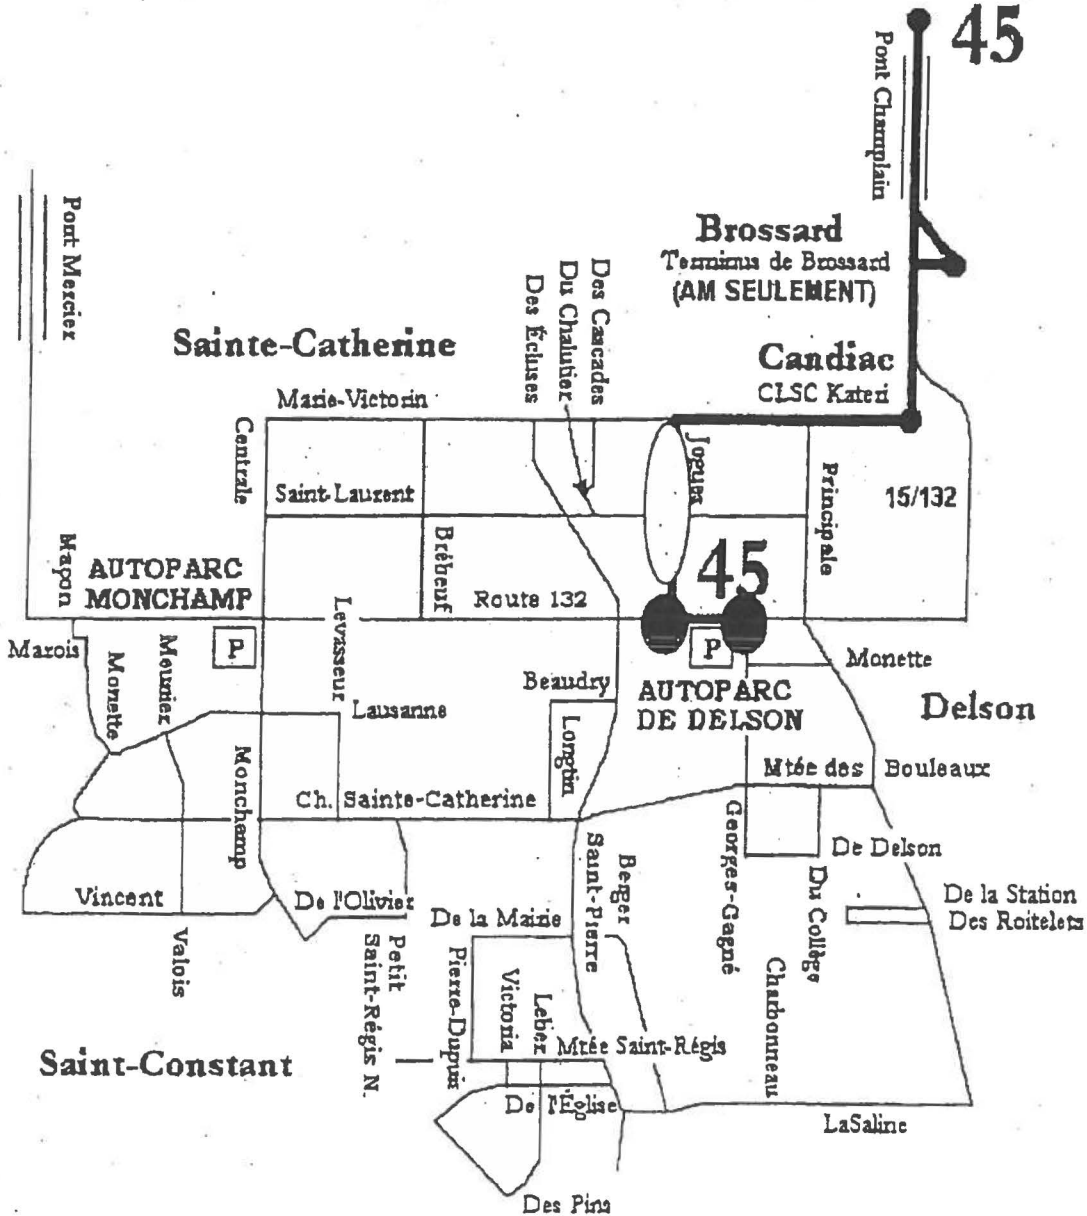 45
Pont Champlain
Pont Mercier
Brossard
Terminus de Brossard
(AM SEULEMENT)
Des Cascades
Du Chalutier
Des Écluses
Sainte-Catherine
Candiac
CLSC Kateri
Marie-Victorin
Centrale
Jogues
Principale
Saint-Laurent
15/132
Maçon
AUTOPARC
MONCHAMP
Brébeuf
45
Route 132
Levasseur
Marois
Monette
Meunier
P
Beaudry
P
Monette
AUTOPARC
DE DELSON
Delson
Lausanne
Longtin
Monchamp
Mtée des Bouleaux
Ch. Sainte-Catherine
Georges-Gagné
De Delson
Saint-Pierre
Berger
Vincent
De l'Olivier
Du Collège
De la Station
Des Roitelets
De la Mairie
Valois
Petit
Saint-Régis N.
Pierre-Dupuis
Victoria
Leber
Charbonneau
Mtée Saint-Régis
Saint-Constant
De l'Église
LaSaline
Des Pins